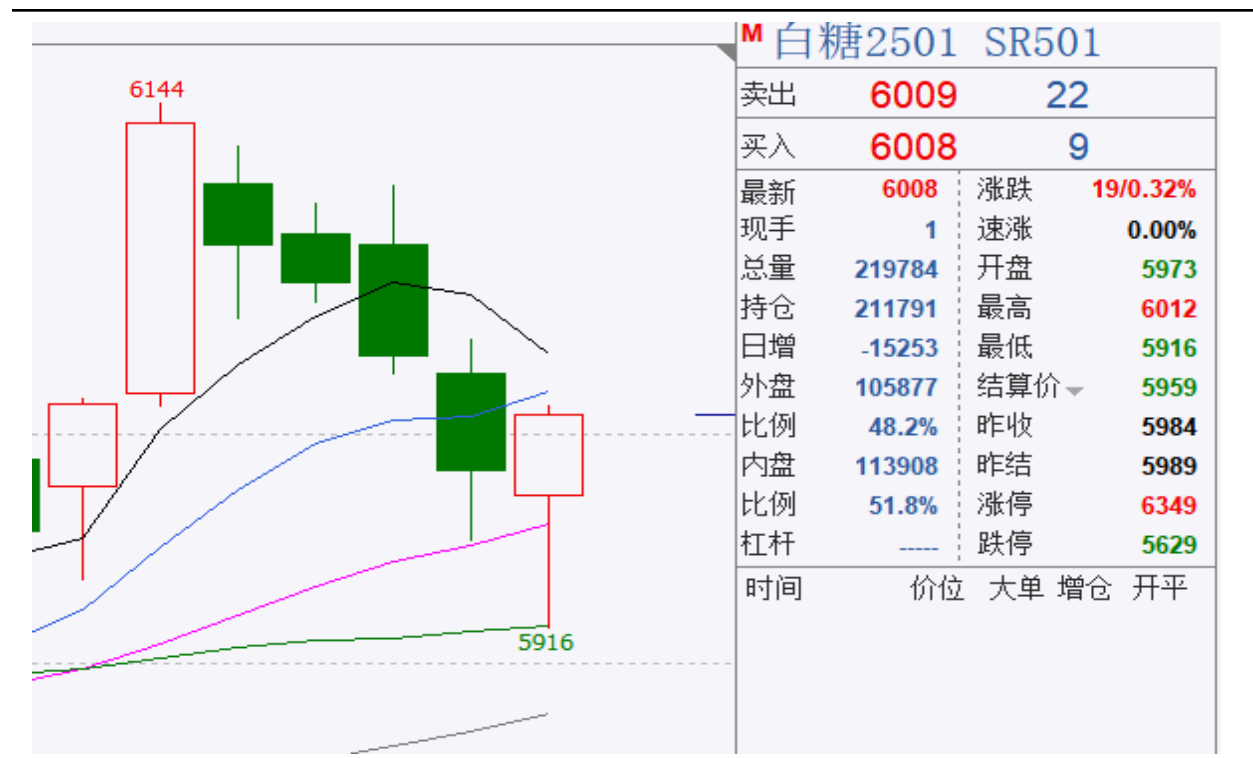 6144
5916
M 白糖2501 SR501
卖出 6009 22
买入 6008 9
最新 6008 涨跌 19/0.32%
现手 1 速涨 0.00%
总量 219784 开盘 5973
持仓 211791 最高 6012
日增 -15253 最低 5916
外盘 105877 结算价 5959
比例 48.2% 昨收 5984
内盘 113908 昨结 5989
比例 51.8% 涨停 6349
杠杆 ----- 跌停 5629
时间 价位 大单 增仓 开平